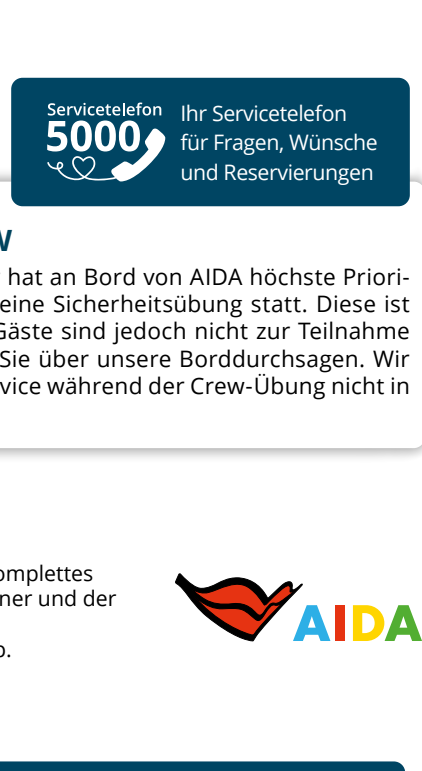 Servicetelefon
5000
Ihr Servicetelefon
für Fragen, Wünsche
und Reservierungen
hat an Bord von AIDA höchste Priori-
eine Sicherheitsübung statt. Diese ist
Gäste sind jedoch nicht zur Teilnahme
Sie über unsere Borddurchsagen. Wir
vice während der Crew-Übung nicht in
omplettes
ner und der
AIDA